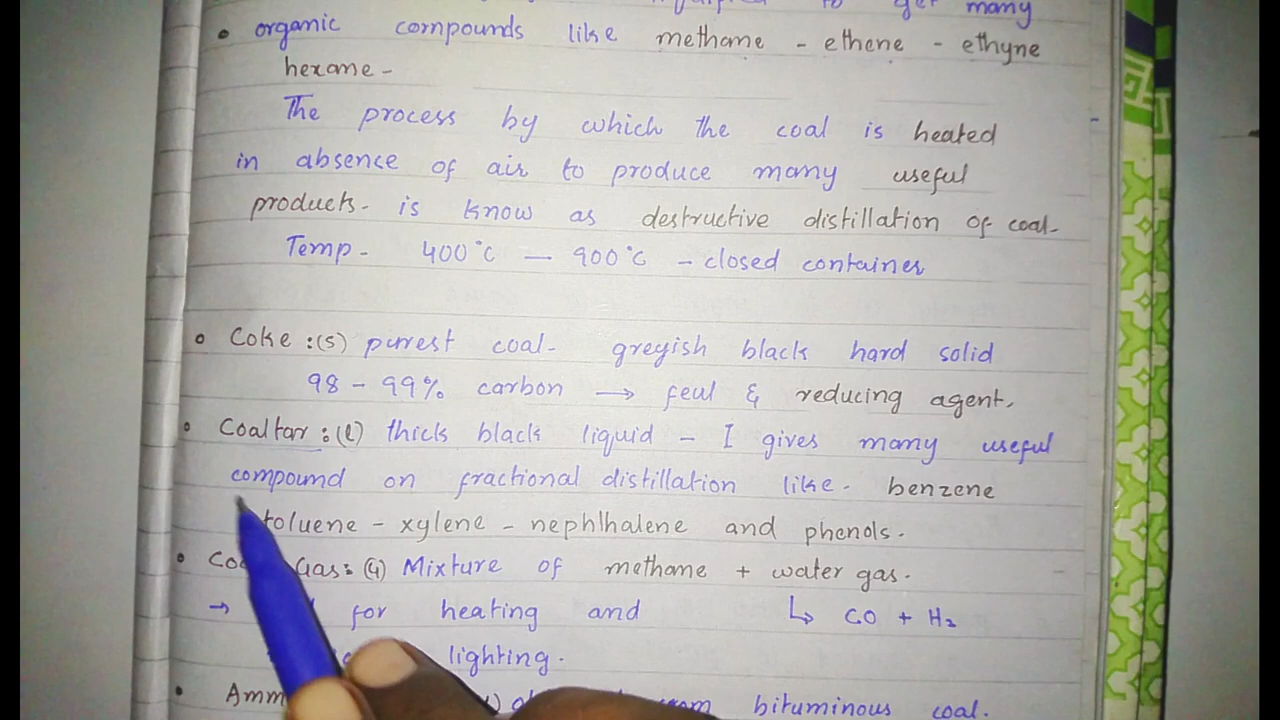 to get many
• organic compounds like methane - ethene - ethyne
hexane -
The process by which the coal is heated
in absence of air to produce many useful
products. is know as destructive distillation of coal.
Temp - 400°C — 900°C - closed container
• Coke :(s) purest coal - greyish black hard solid
98 - 99% carbon → feul & reducing agent.
• Coaltar :(l) thick black liquid - I gives many useful
compound on fractional distillation like - benzene
toluene - xylene - nephlhalene and phenols.
• Gas: (G) Mixture of methane + water gas.
→ for heating and ↳ CO + H₂
lighting.
• bituminous coal.